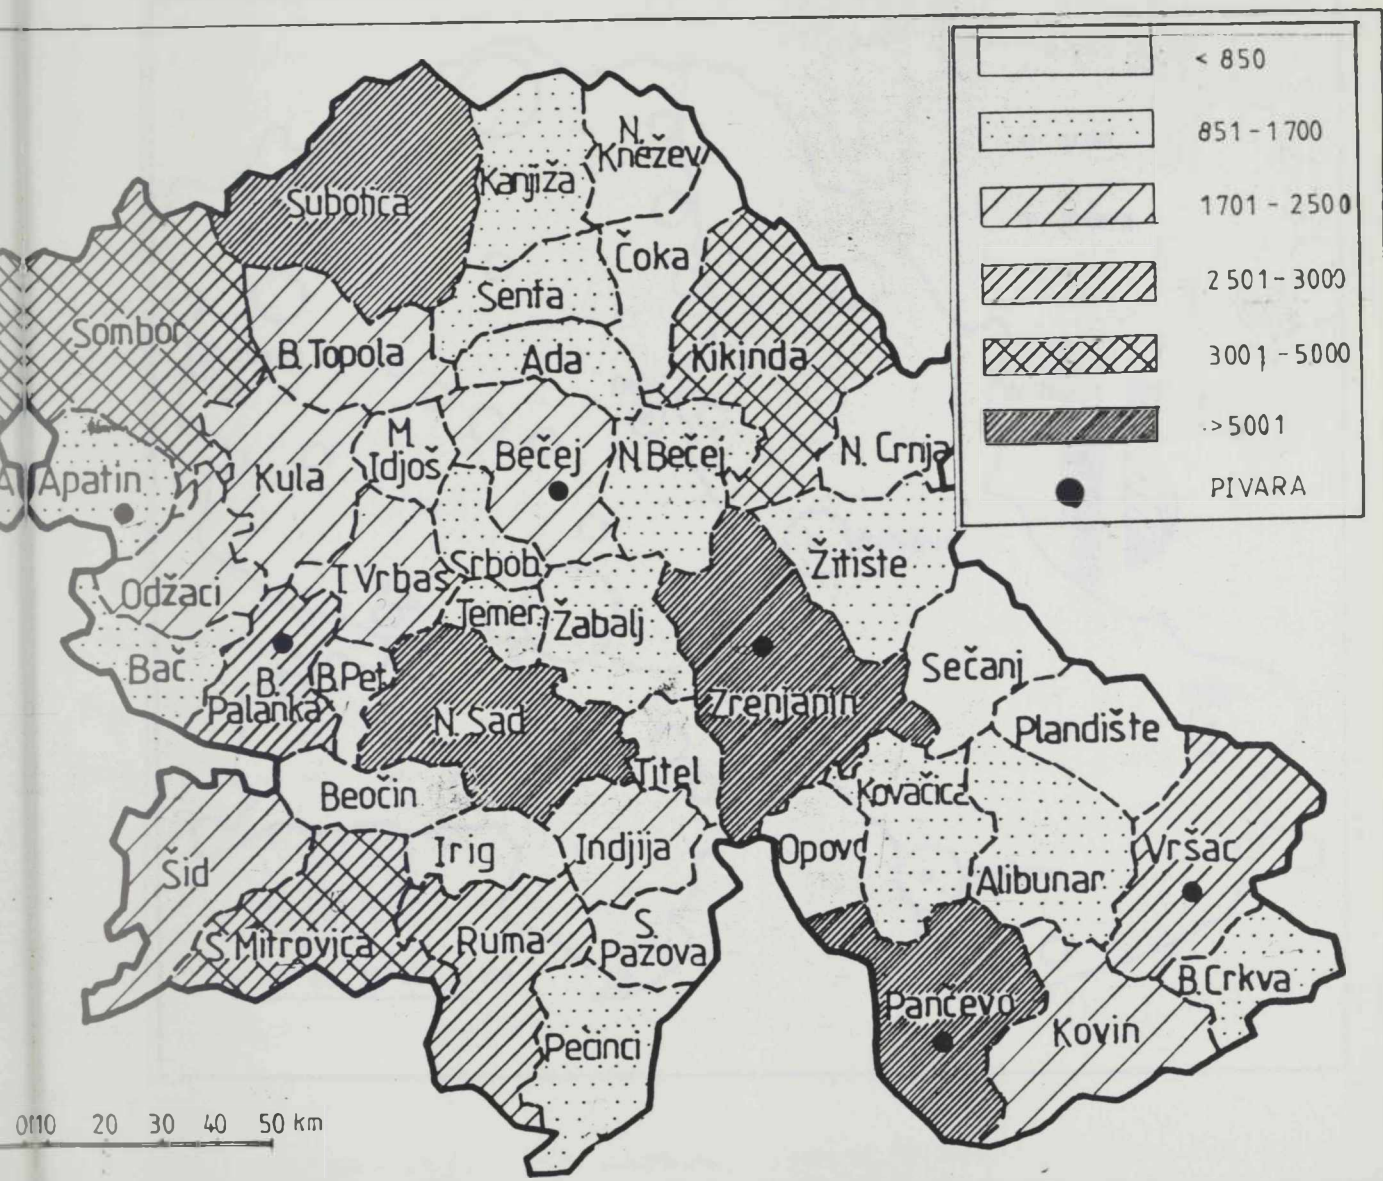 < 850
851-1700
1701 - 2500
2501-3000
3001-5000
>5001
PIVARA
Subotica
Kanjiža
N.
Knežev
Čoka
Senta
Sombor
B. Topola
Ada
Kikinda
M.
Idjoš
Bečej
N.Bečej
N. Crnja
Apatin
Kula
Žitište
Odžaci
Vrbas
Srbob.
Temer.
Žabalj
Bač
B.
Palanka
B.Pet.
N. Sad
Zrenjanin
Sečanj
Plandište
Titel
Kovačica
Beočin
Opovo
Irig
Indjija
Šid
Alibunar
Vršac
S. Mitrovica
Ruma
S.
Pazova
B. Crkva
Pančevo
Kovin
Pećinci
10 20 30 40 50 km